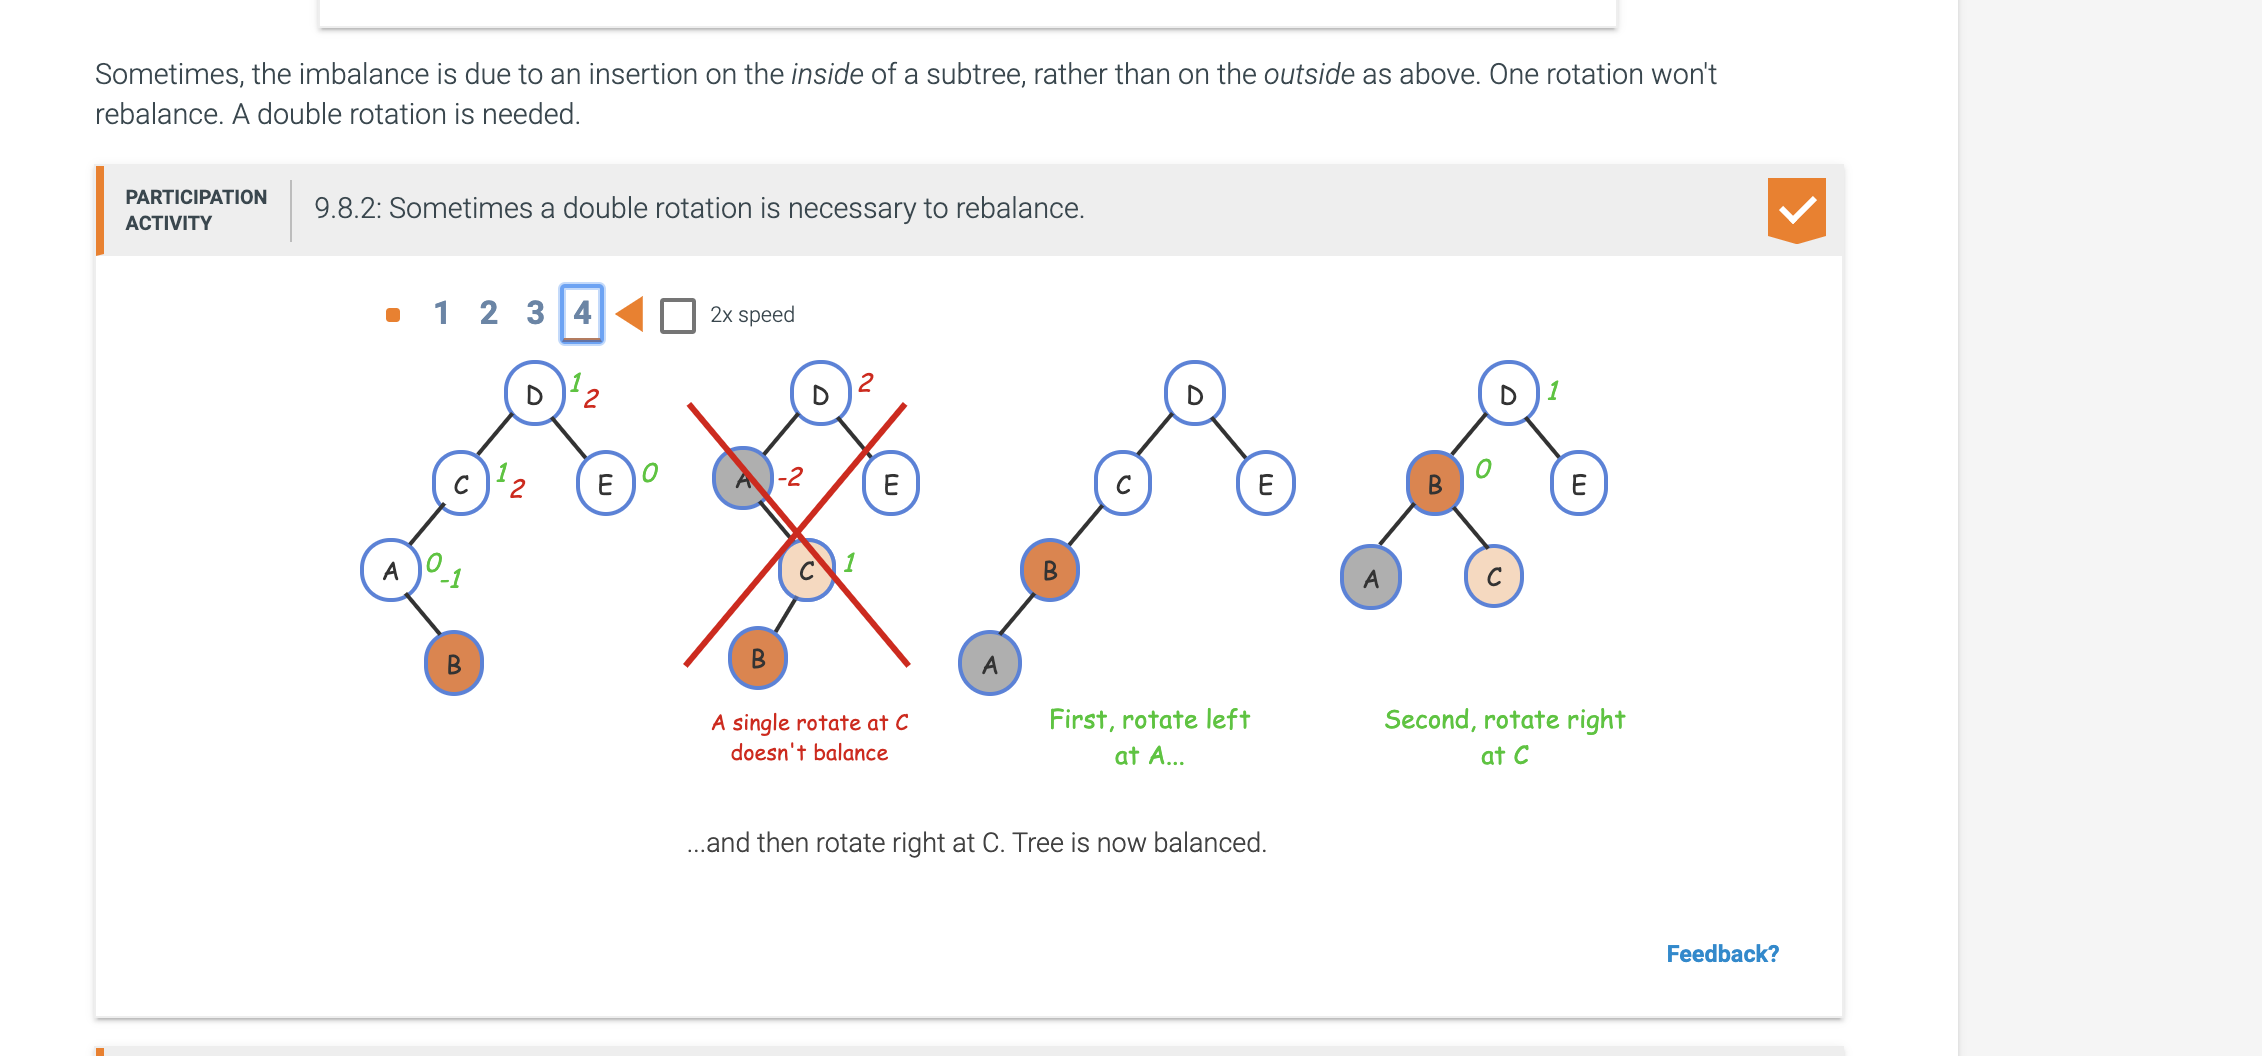 Sometimes, the imbalance is due to an insertion on the inside of a subtree, rather than on the outside as above. One rotation won't
rebalance. A double rotation is needed.
PARTICIPATION
ACTIVITY
9.8.2: Sometimes a double rotation is necessary to rebalance.
1 2 3 4 2x speed
D 1 2
C 1 2 E 0
A 0 -1
B
D 2
A -2 E
C 1
B
A single rotate at C
doesn't balance
D
C E
B
A
First, rotate left
at A...
D 1
B 0 E
A C
Second, rotate right
at C
...and then rotate right at C. Tree is now balanced.
Feedback?